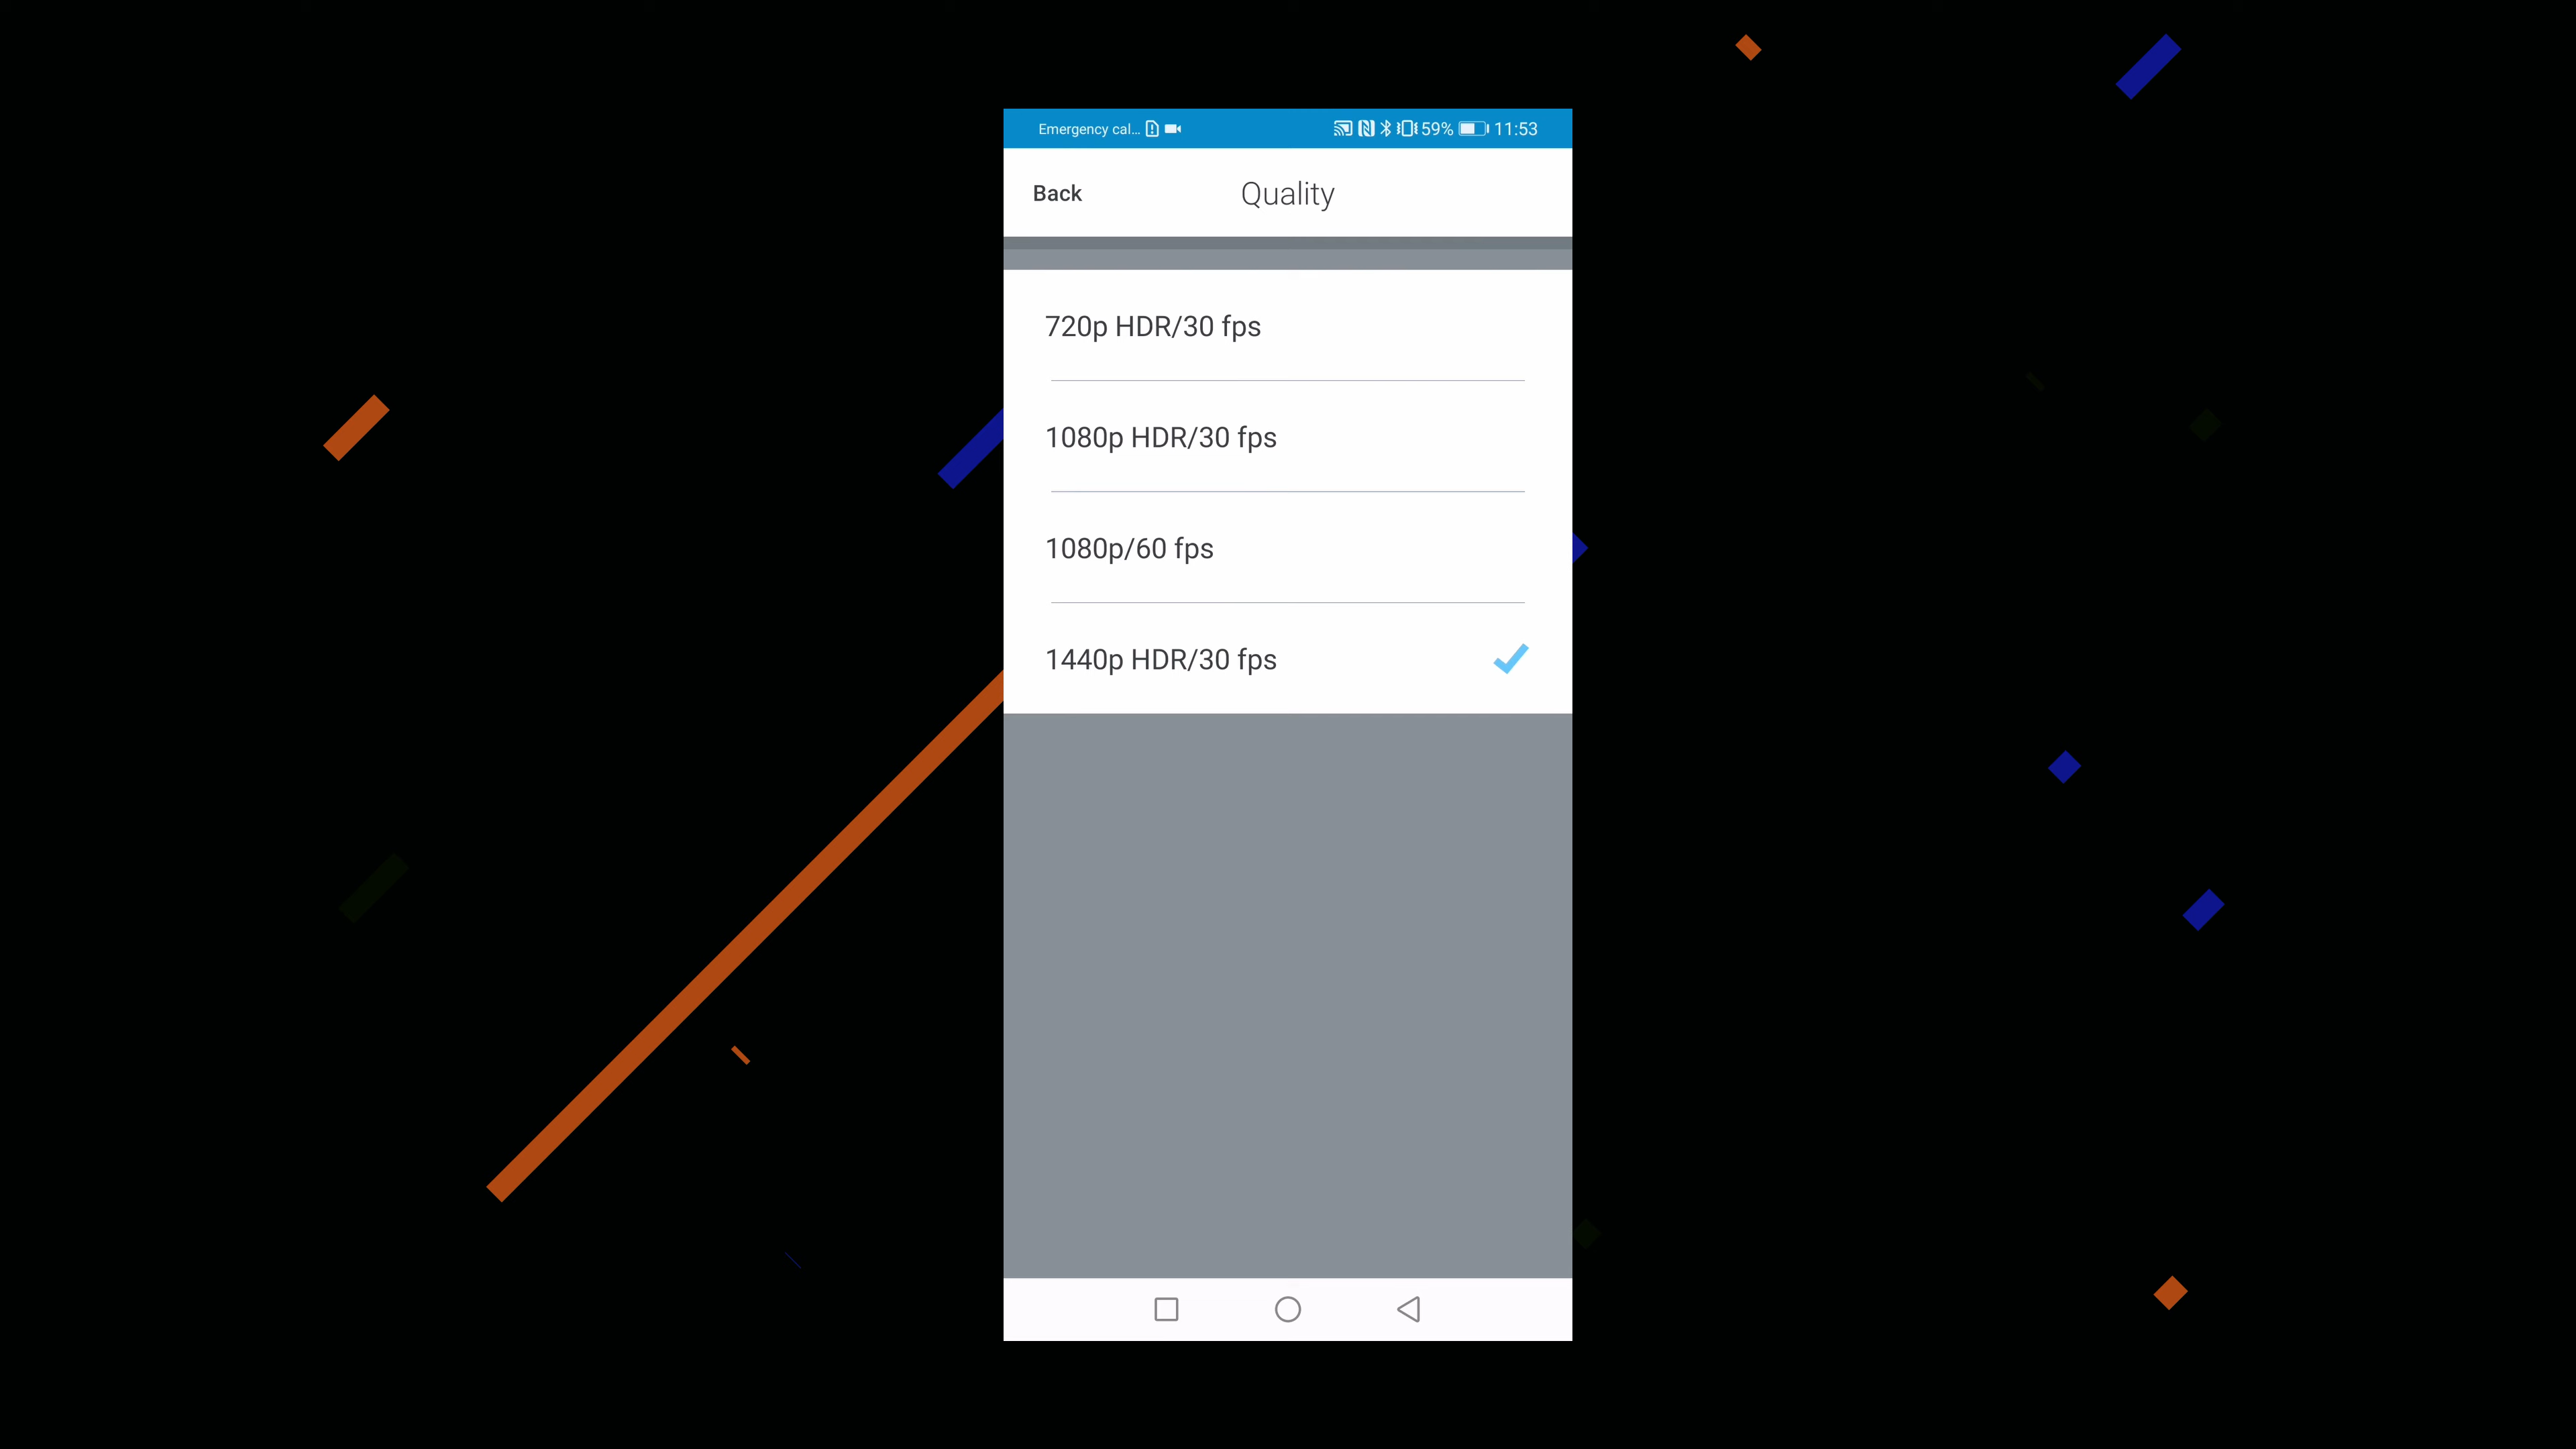 Emergency cal... 59% 11:53
Back Quality
720p HDR/30 fps
1080p HDR/30 fps
1080p/60 fps
1440p HDR/30 fps